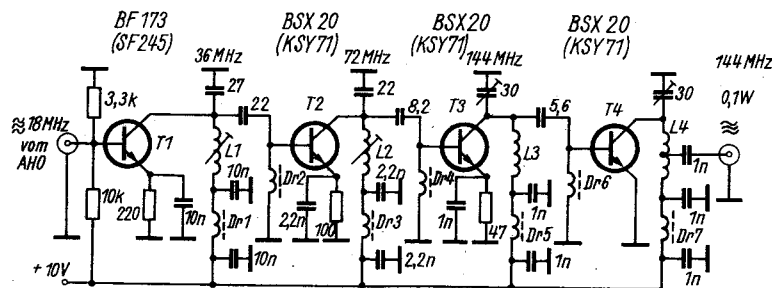 BF 173
(SF245)
BSX 20
(KSY71)
BSX 20
(KSY71)
BSX 20
(KSY71)
36 MHz
72 MHz
144 MHz
144 MHz
0,1W
≈
3,3k
27
22
22
8,2
30
5,6
30
T1
T2
T3
T4
≈ 18MHz
vom
AHO
L1
L2
L3
L4
1n
10n
2,2n
Dr2
Dr4
Dr6
10k
220
10n
Dr1
10n
2,2n
100
Dr3
2,2n
1n
47
1n
Dr5
1n
1n
Dr7
1n
+ 10V